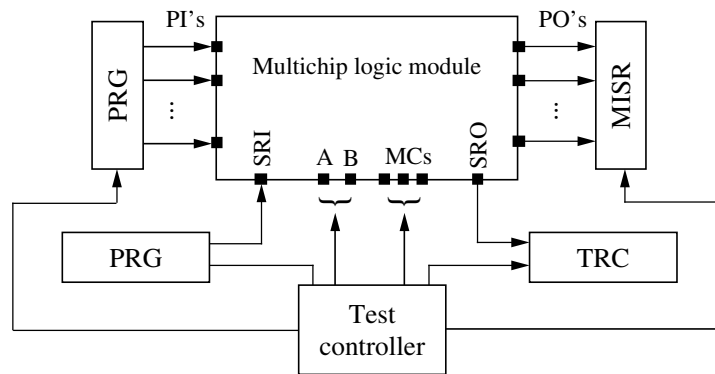 PI's
PO's
PRG
Multichip logic module
MISR
...
...
SRI
A
B
MCs
SRO
PRG
TRC
Test
controller